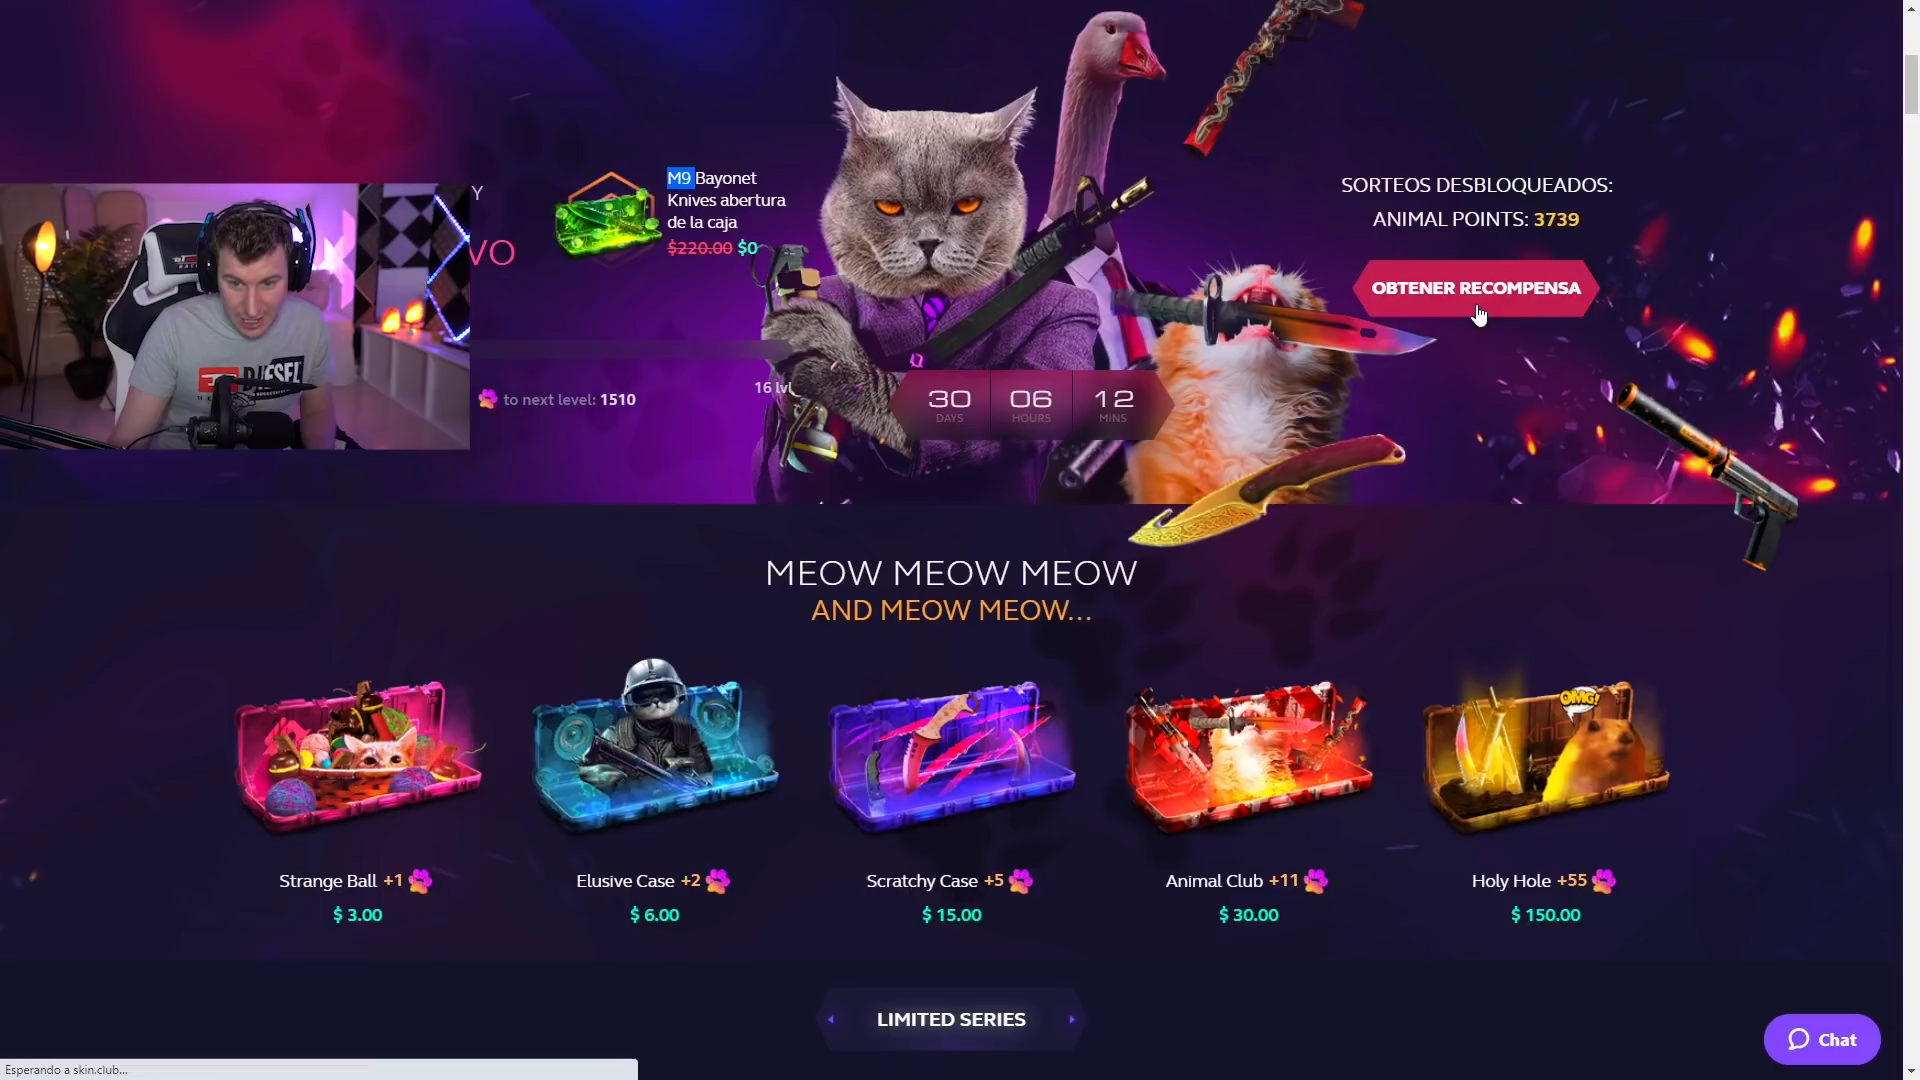 M9 Bayonet
Knives abertura
de la caja
$220.00 $0
Y
VO
to next level: 1510
16 lvl
30
DAYS
06
HOURS
12
MINS
SORTEOS DESBLOQUEADOS:
ANIMAL POINTS: 3739
OBTENER RECOMPENSA
DIESEL
MEOW MEOW MEOW
AND MEOW MEOW...
OMG!
Strange Ball +1
$ 3.00
Elusive Case +2
$ 6.00
Scratchy Case +5
$ 15.00
Animal Club +11
$ 30.00
Holy Hole +55
$ 150.00
LIMITED SERIES
Chat
Esperando a skin.club...